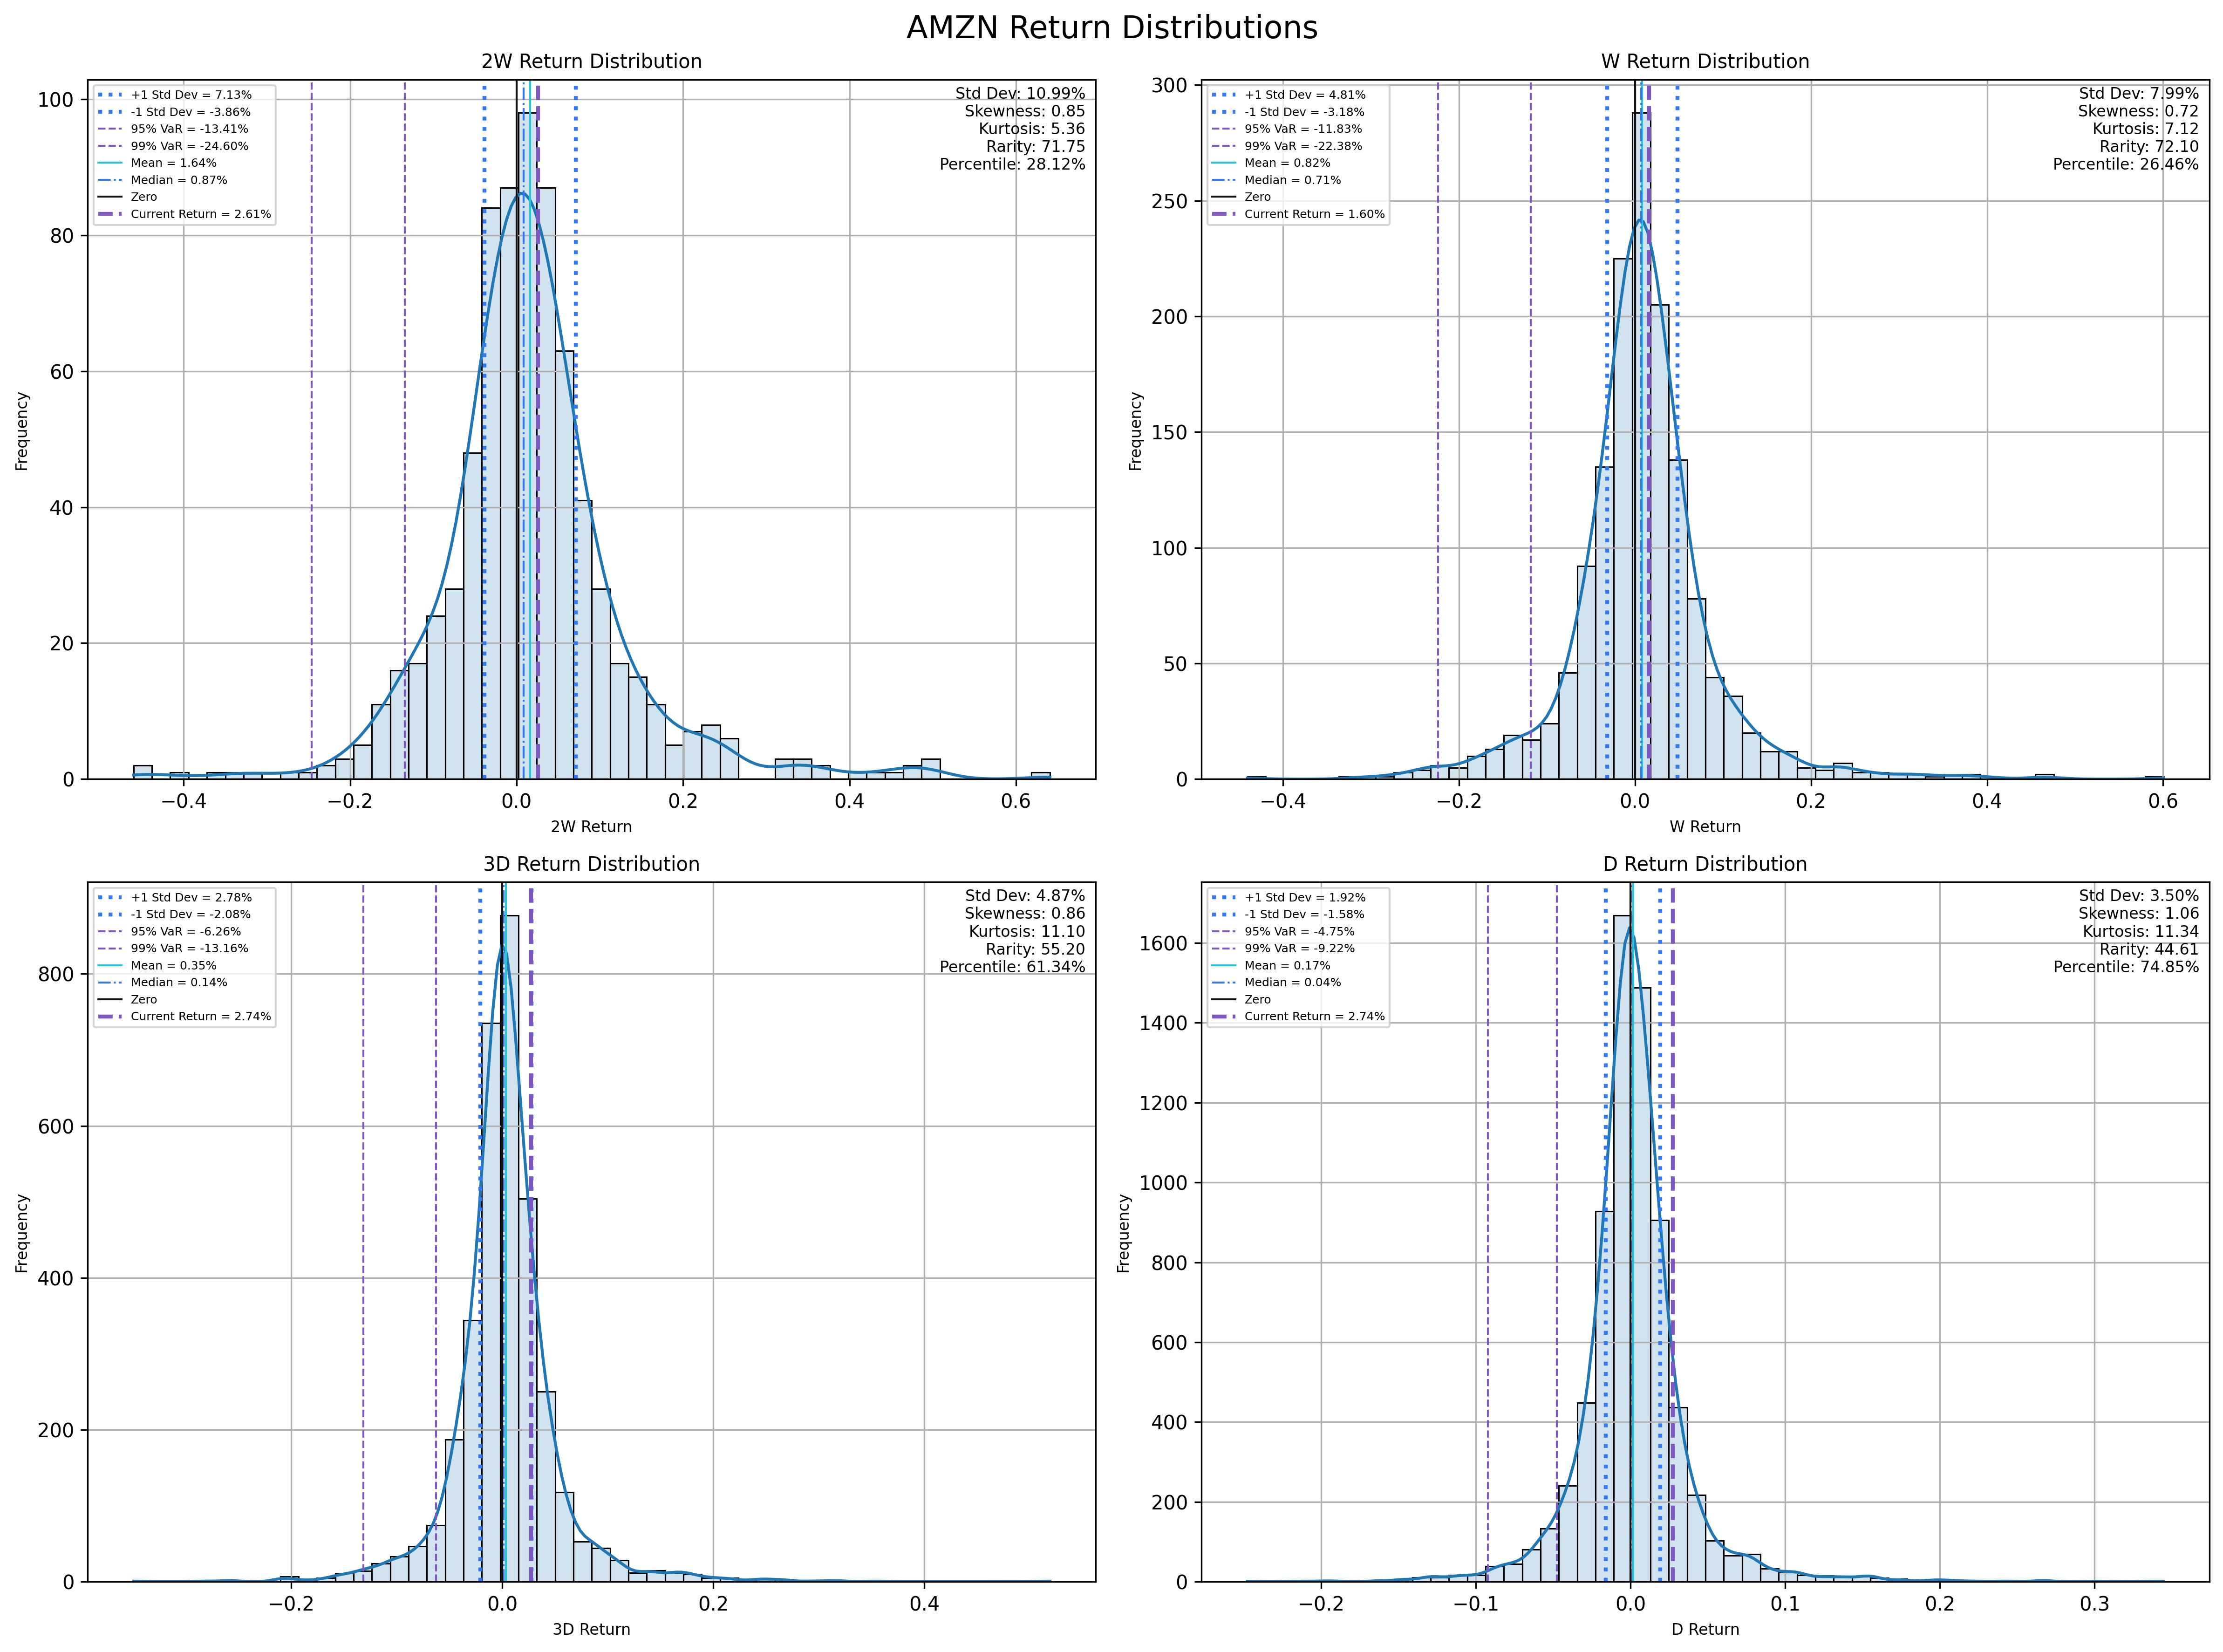 AMZN Return Distributions
2W Return Distribution
+1 Std Dev = 7.13%
-1 Std Dev = -3.86%
95% VaR = -13.41%
99% VaR = -24.60%
Mean = 1.64%
Median = 0.87%
Zero
Current Return = 2.61%
Std Dev: 10.99%
Skewness: 0.85
Kurtosis: 5.36
Rarity: 71.75
Percentile: 28.12%
100
80
60
40
20
0
Frequency
−0.4
−0.2
0.0
0.2
0.4
0.6
2W Return
W Return Distribution
+1 Std Dev = 4.81%
-1 Std Dev = -3.18%
95% VaR = -11.83%
99% VaR = -22.38%
Mean = 0.82%
Median = 0.71%
Zero
Current Return = 1.60%
Std Dev: 7.99%
Skewness: 0.72
Kurtosis: 7.12
Rarity: 72.10
Percentile: 26.46%
300
250
200
150
100
50
0
Frequency
−0.4
−0.2
0.0
0.2
0.4
0.6
W Return
3D Return Distribution
+1 Std Dev = 2.78%
-1 Std Dev = -2.08%
95% VaR = -6.26%
99% VaR = -13.16%
Mean = 0.35%
Median = 0.14%
Zero
Current Return = 2.74%
Std Dev: 4.87%
Skewness: 0.86
Kurtosis: 11.10
Rarity: 55.20
Percentile: 61.34%
800
600
400
200
0
Frequency
−0.2
0.0
0.2
0.4
3D Return
D Return Distribution
+1 Std Dev = 1.92%
-1 Std Dev = -1.58%
95% VaR = -4.75%
99% VaR = -9.22%
Mean = 0.17%
Median = 0.04%
Zero
Current Return = 2.74%
Std Dev: 3.50%
Skewness: 1.06
Kurtosis: 11.34
Rarity: 44.61
Percentile: 74.85%
1600
1400
1200
1000
800
600
400
200
0
Frequency
−0.2
−0.1
0.0
0.1
0.2
0.3
D Return